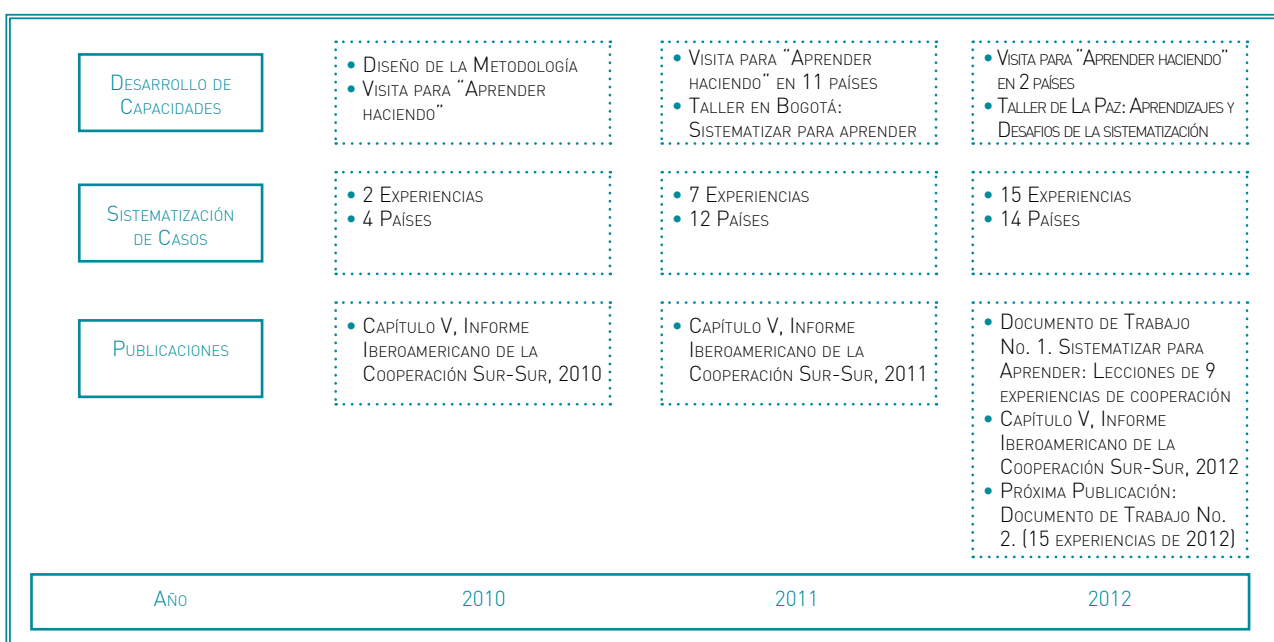 Desarrollo de
Capacidades
• Diseño de la Metodología
• Visita para “Aprender
haciendo”
• Visita para “Aprender
haciendo” en 11 países
• Taller en Bogotá:
Sistematizar para aprender
• Visita para “Aprender haciendo”
en 2 países
• Taller de La Paz: Aprendizajes y
Desafios de la sistematización
Sistematización
de Casos
• 2 Experiencias
• 4 Países
• 7 Experiencias
• 12 Países
• 15 Experiencias
• 14 Países
Publicaciones
• Capítulo V, Informe
Iberoamericano de la
Cooperación Sur-Sur, 2010
• Capítulo V, Informe
Iberoamericano de la
Cooperación Sur-Sur, 2011
• Documento de Trabajo
No. 1. Sistematizar para
Aprender: Lecciones de 9
experiencias de cooperación
• Capítulo V, Informe
Iberoamericano de la
Cooperación Sur-Sur, 2012
• Próxima Publicación:
Documento de Trabajo No.
2. (15 experiencias de 2012)
Año 2010 2011 2012